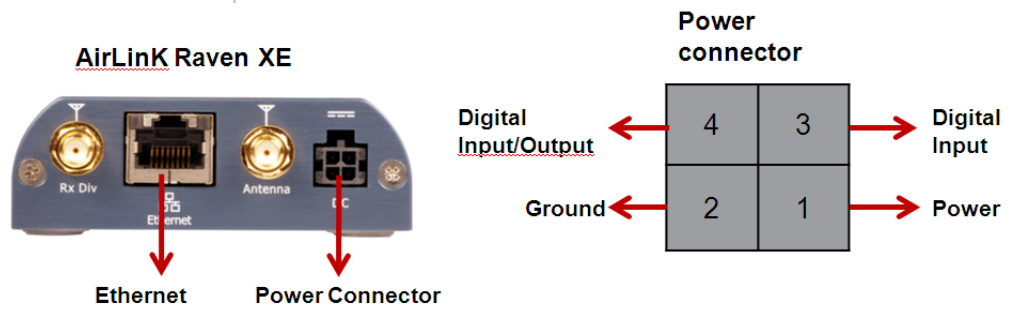 AirLinK Raven XE
Rx Div
Ethernet
Antenna
DC
Ethernet
Power Connector
Power
connector
Digital
Input/Output
4
3
Digital
Input
Ground
2
1
Power